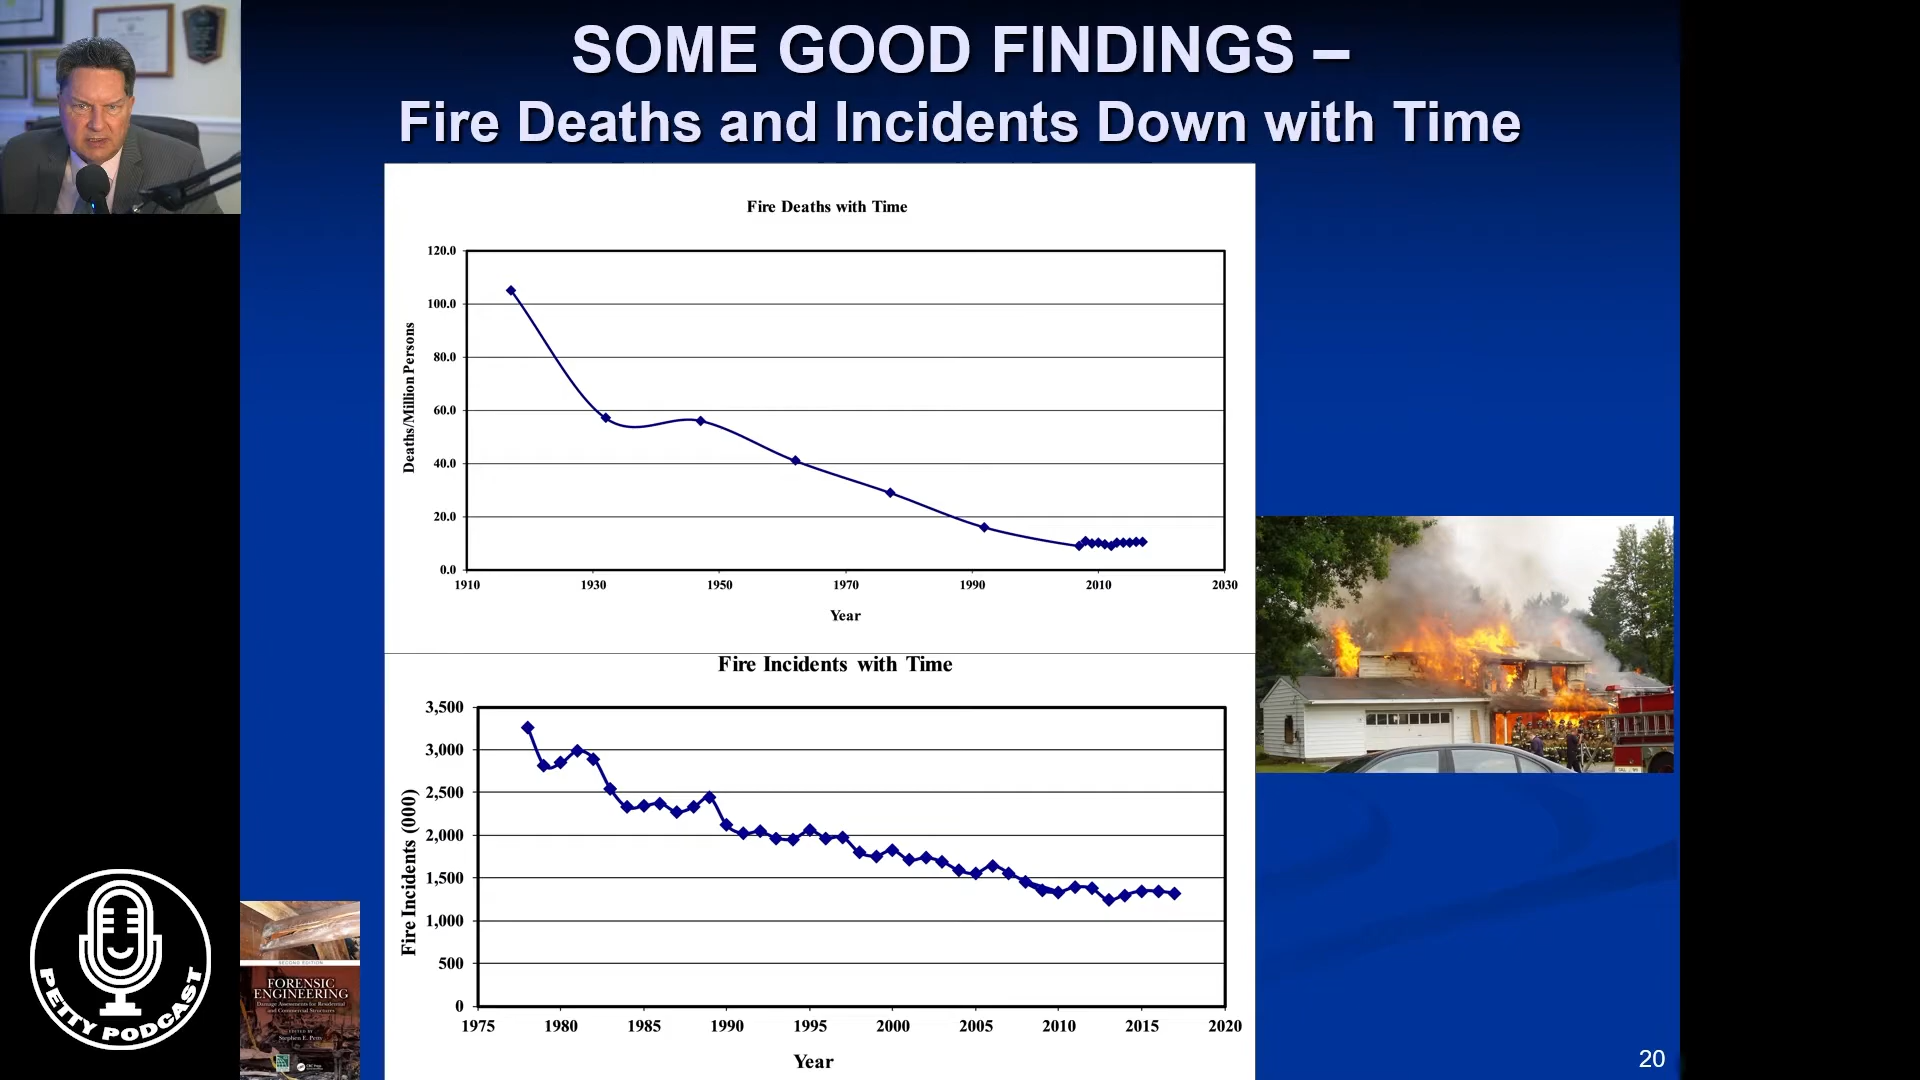 SOME GOOD FINDINGS –
Fire Deaths and Incidents Down with Time
Fire Deaths with Time
120.0
100.0
80.0
60.0
40.0
20.0
0.0
Deaths/Million Persons
1910 1930 1950 1970 1990 2010 2030
Year
Fire Incidents with Time
3,500
3,000
2,500
2,000
1,500
1,000
500
0
Fire Incidents (000)
1975 1980 1985 1990 1995 2000 2005 2010 2015 2020
Year
PETTY PODCAST
SECOND EDITION
FORENSIC
ENGINEERING
Damage Assessments for Residential
and Commercial Structures
EDITED BY
Stephen E. Petty
CRC Press
20